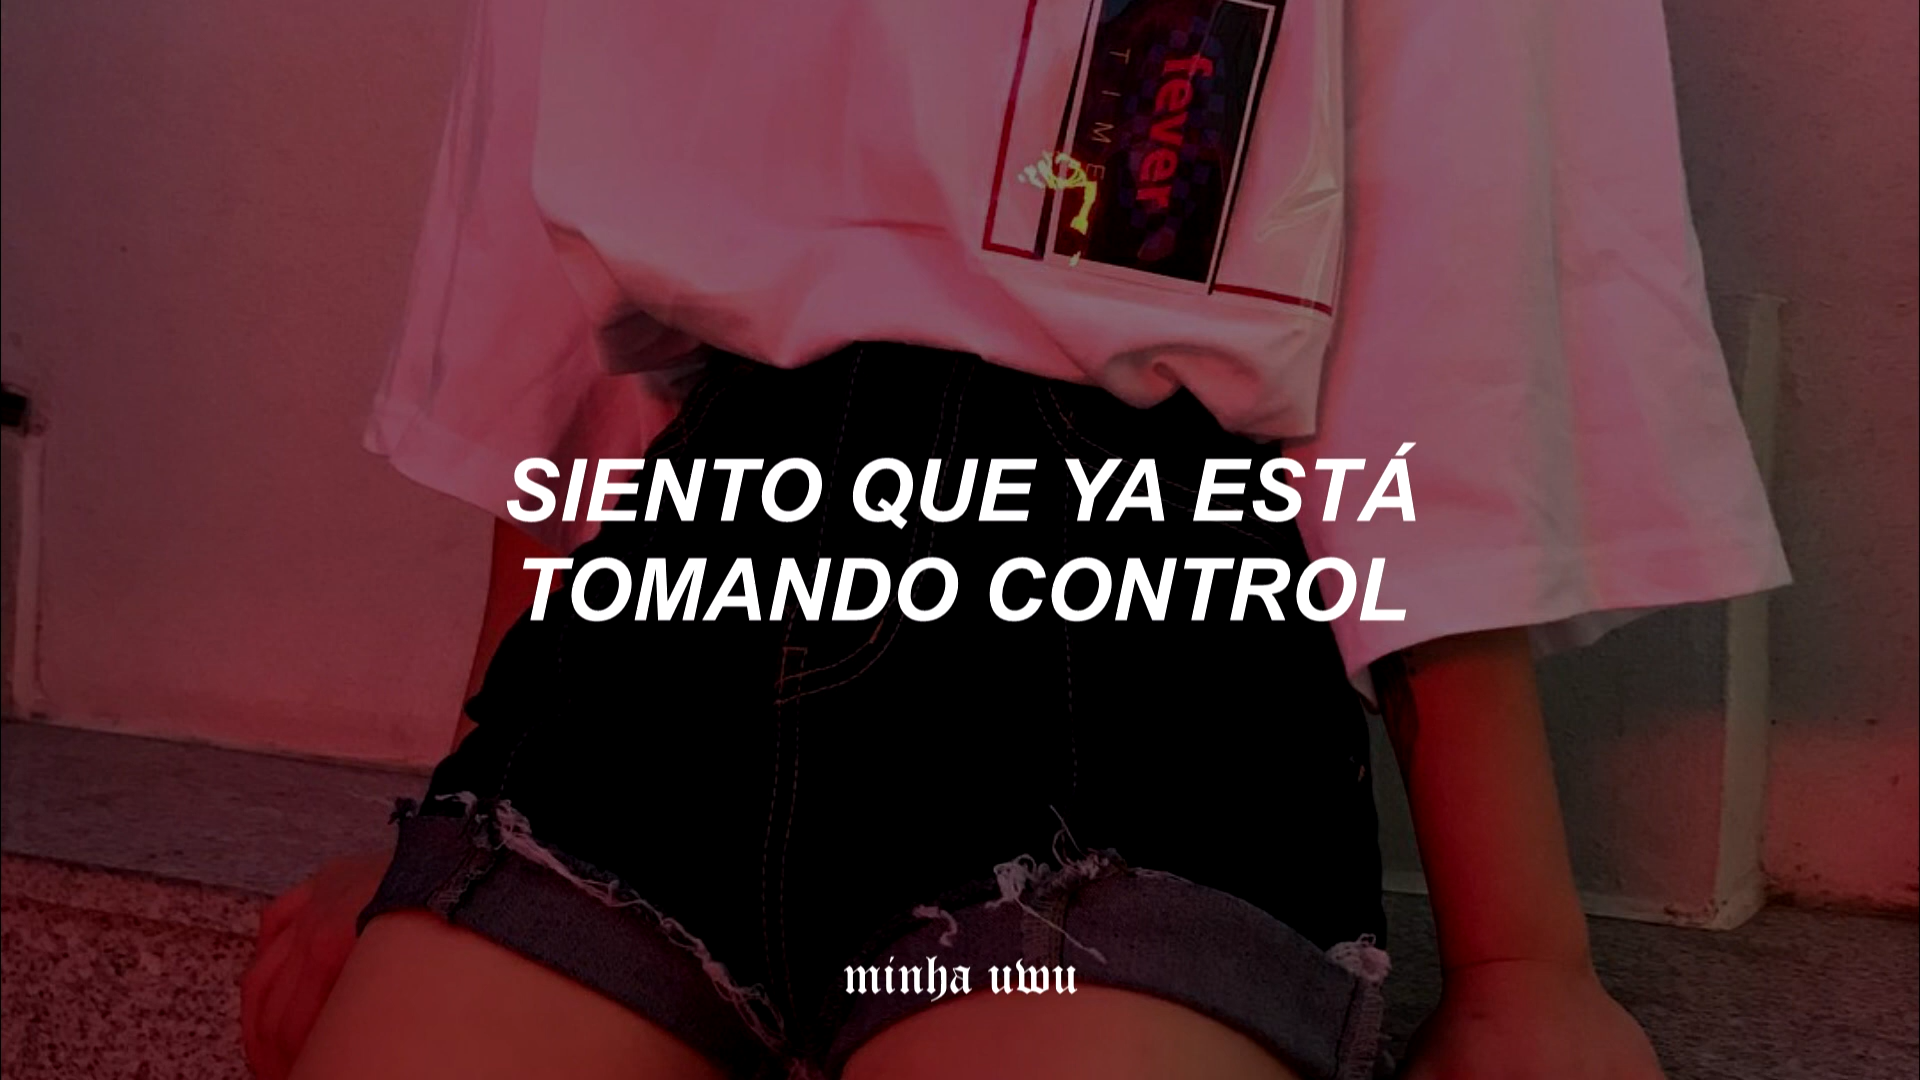 fever
TIME
SIENTO QUE YA ESTÁ
TOMANDO CONTROL
minha uwu